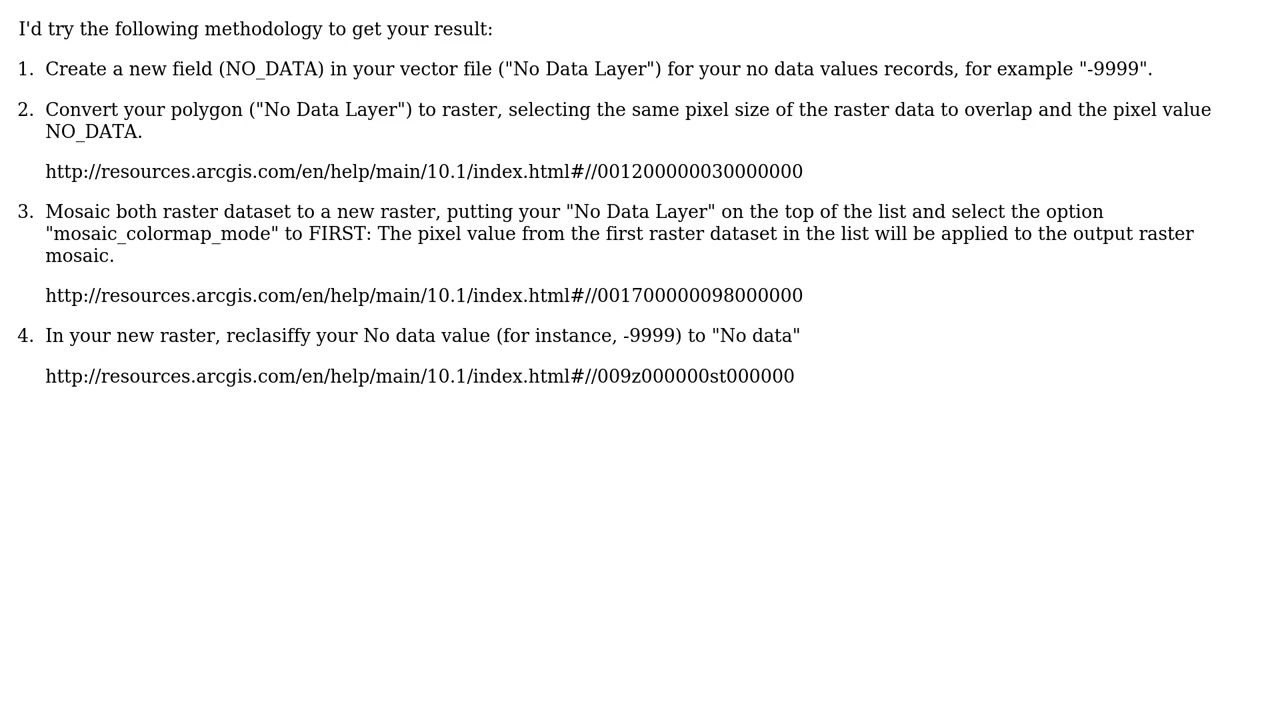 I'd try the following methodology to get your result:
1. Create a new field (NO_DATA) in your vector file ("No Data Layer") for your no data values records, for example "-9999".
2. Convert your polygon ("No Data Layer") to raster, selecting the same pixel size of the raster data to overlap and the pixel value
NO_DATA.
http://resources.arcgis.com/en/help/main/10.1/index.html#//001200000030000000
3. Mosaic both raster dataset to a new raster, putting your "No Data Layer" on the top of the list and select the option
"mosaic_colormap_mode" to FIRST: The pixel value from the first raster dataset in the list will be applied to the output raster
mosaic.
http://resources.arcgis.com/en/help/main/10.1/index.html#//001700000098000000
4. In your new raster, reclasiffy your No data value (for instance, -9999) to "No data"
http://resources.arcgis.com/en/help/main/10.1/index.html#//009z000000st000000